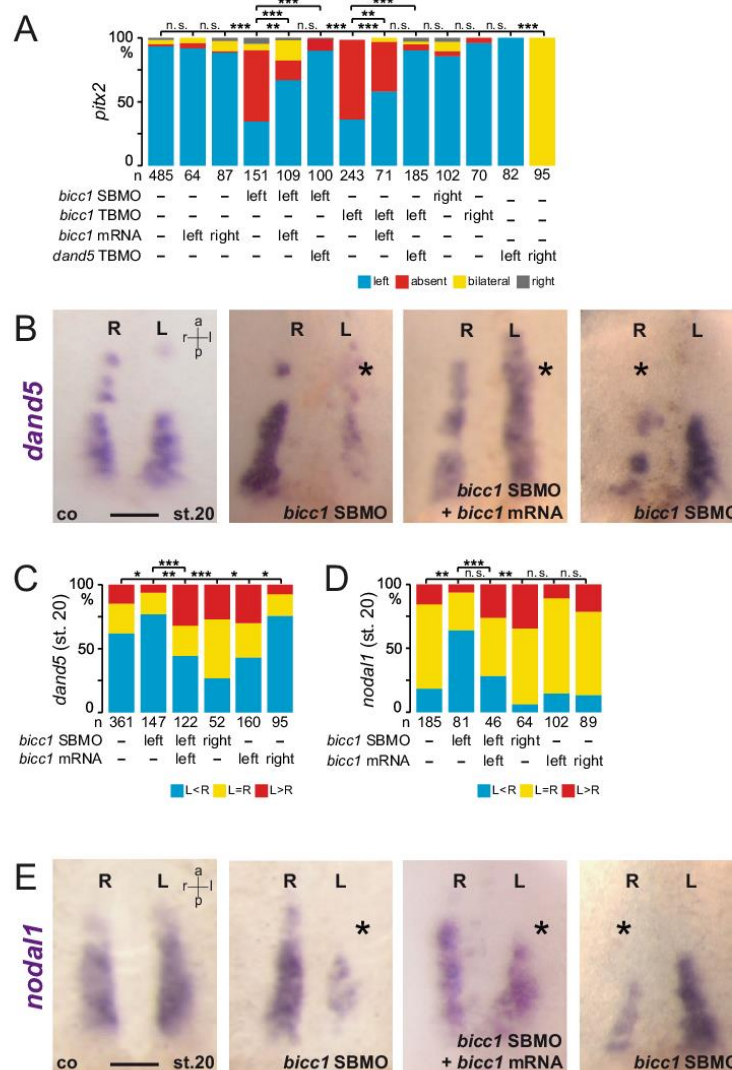 *** ***
A *** **
n.s. n.s. *** ** n.s. *** *** n.s. n.s. n.s. n.s. ***
100
%
pitx2
50
0
n 485 64 87 151 109 100 243 71 185 102 70 82 95
bicc1 SBMO – – – left left left – – – right – – –
bicc1 TBMO – – – – – – left left left – right – –
bicc1 mRNA – left right – left – – left – – – – –
dand5 TBMO – – – – – left – – left – – left right
left absent bilateral right
B
dand5
R L
a
r l
p
co st.20
R L
*
bicc1 SBMO
R L
*
bicc1 SBMO
+ bicc1 mRNA
R L
*
bicc1 SBMO
C
***
* ** *** * *
100
%
dand5 (st. 20)
50
0
n 361 147 122 52 160 95
bicc1 SBMO – left left right – –
bicc1 mRNA – – left – left right
L<R L=R L>R
D
***
** n.s. ** n.s. n.s.
100
%
nodal1 (st. 20)
50
0
n 185 81 46 64 102 89
bicc1 SBMO – left left right – –
bicc1 mRNA – – left – left right
L<R L=R L>R
E
nodal1
R L
a
r l
p
co st.20
R L
*
bicc1 SBMO
R L
*
bicc1 SBMO
+ bicc1 mRNA
R L
*
bicc1 SBMO